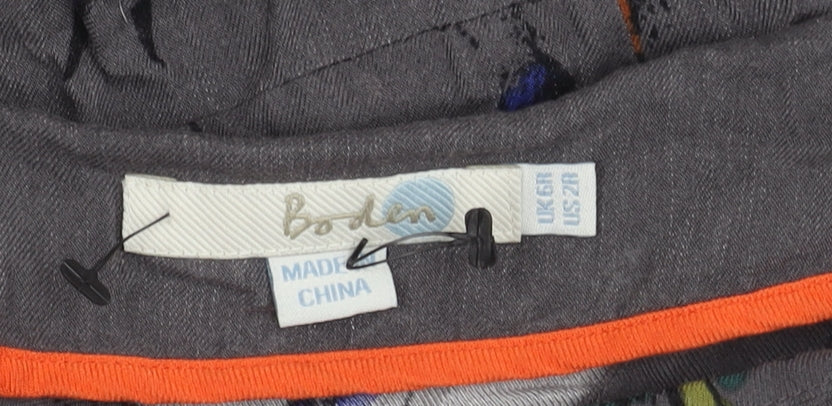 Boden
UK 6R
US 2R
MADE IN
CHINA